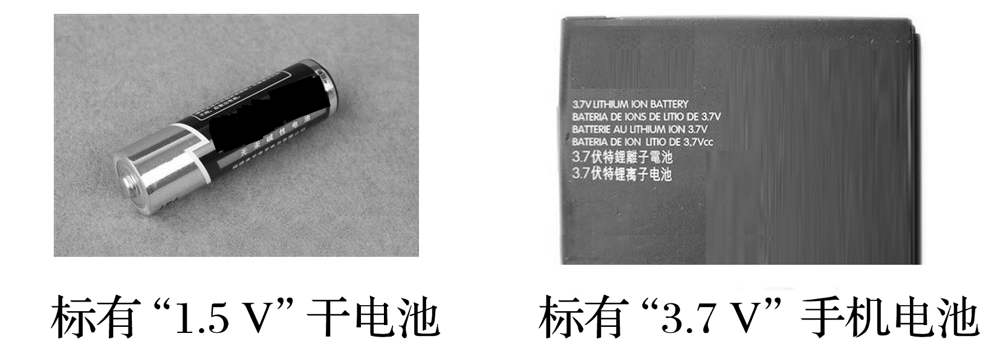 无汞碱性电池
3.7V LITHIUM ION BATTERY
BATERIA DE IONS DE LITIO DE 3.7V
BATTERIE AU LITHIUM ION 3.7V
BATERIA DE ION LITIO DE 3,7Vcc
3.7伏特鋰離子電池
3.7伏特锂离子电池
标有“1.5 V”干电池
标有“3.7 V”手机电池